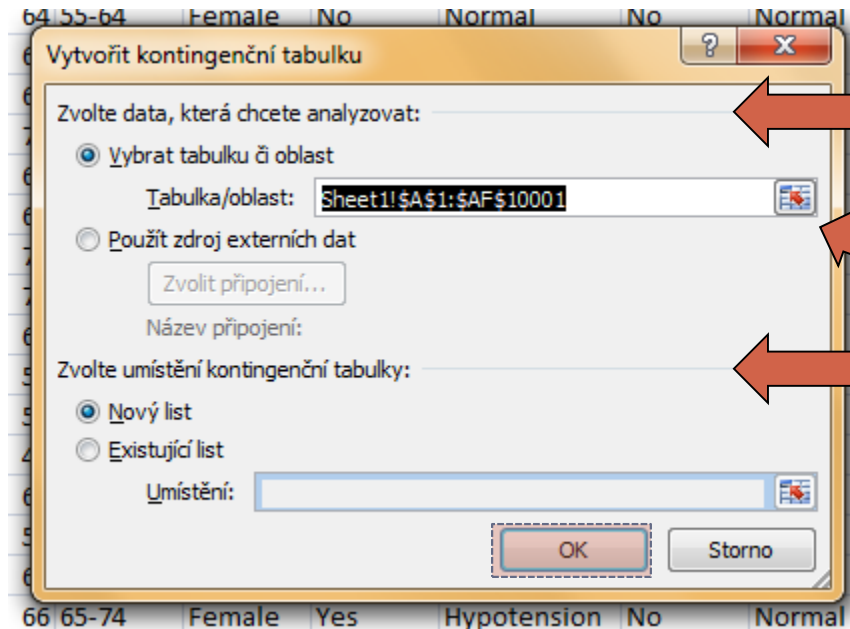 64 55-64 Female No Normal No Normal
Vytvořit kontingenční tabulku
Zvolte data, která chcete analyzovat:
Vybrat tabulku či oblast
Tabulka/oblast: Sheet1!$A$1:$AF$10001
Použít zdroj externích dat
Zvolit připojení...
Název připojení:
Zvolte umístění kontingenční tabulky:
Nový list
Existující list
Umístění:
OK Storno
66 65-74 Female Yes Hypotension No Normal